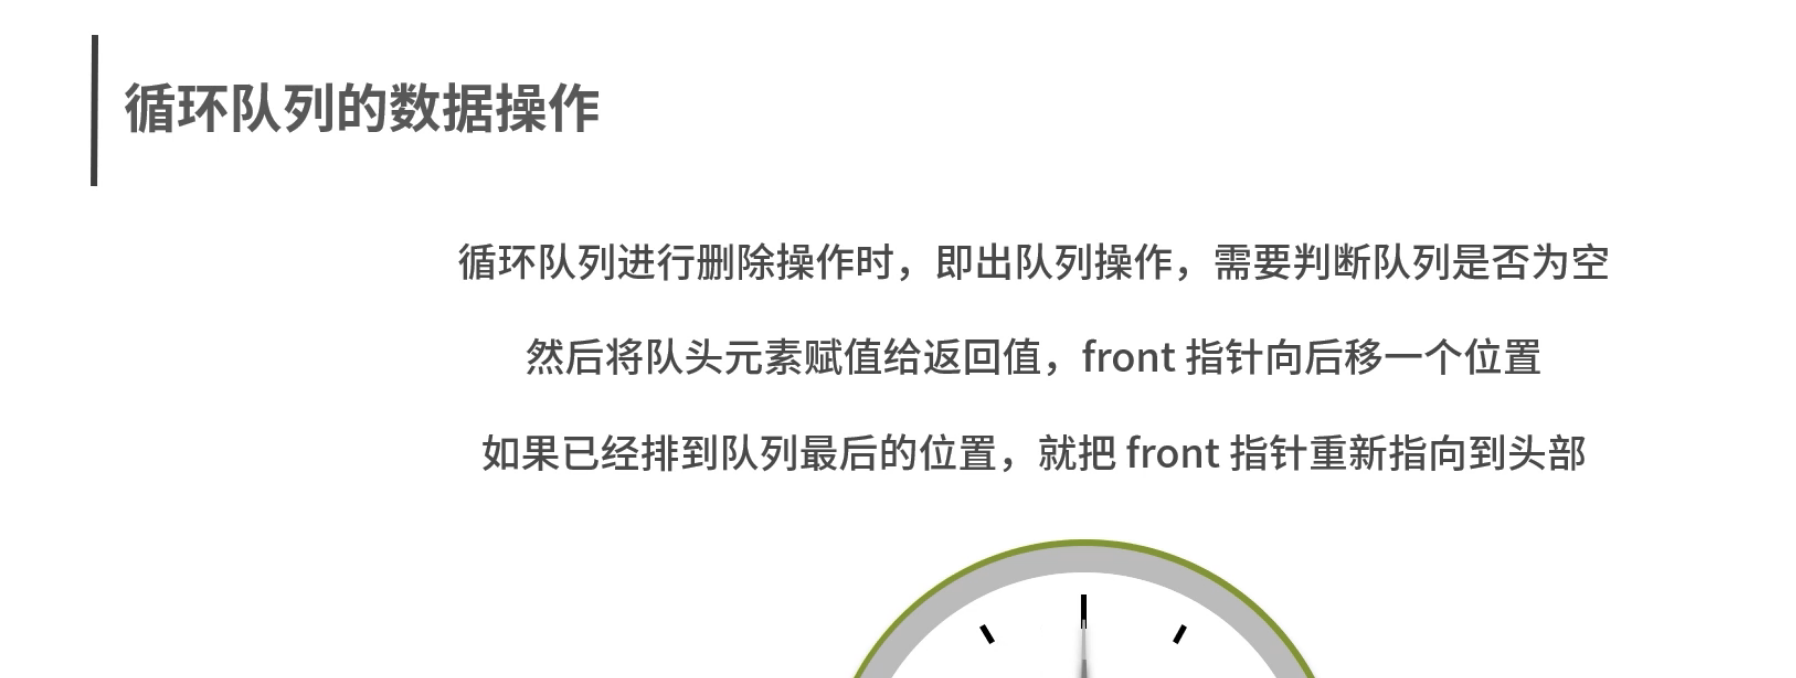 循环队列的数据操作
循环队列进行删除操作时，即出队列操作，需要判断队列是否为空
然后将队头元素赋值给返回值，front 指针向后移一个位置
如果已经排到队列最后的位置，就把 front 指针重新指向到头部